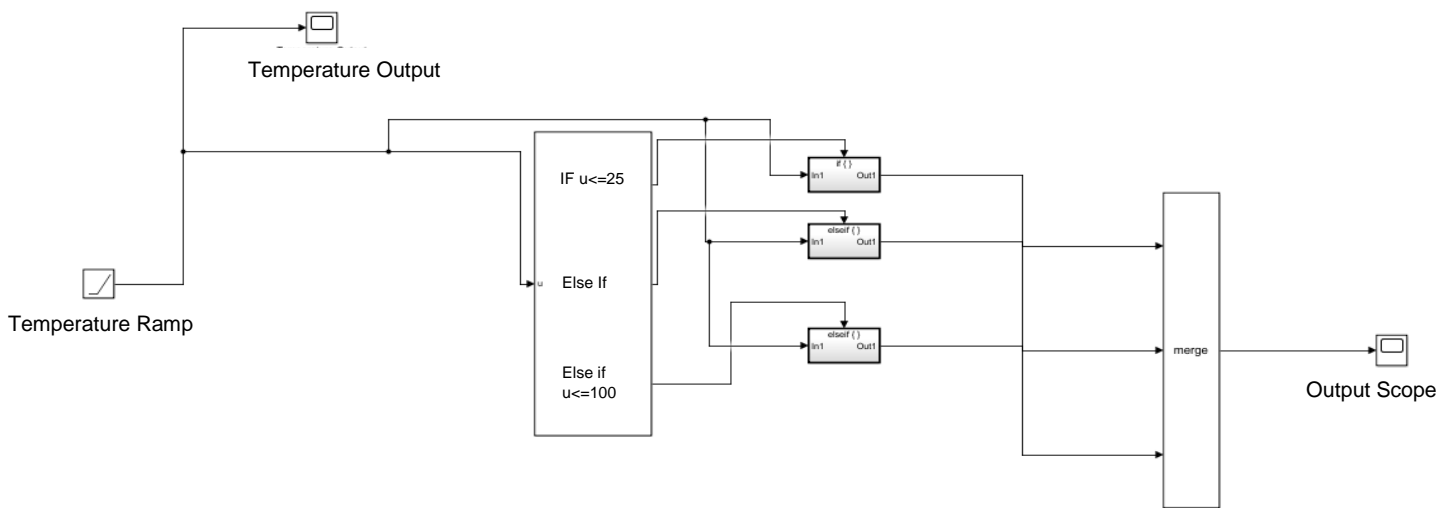 Temperature Output
if { }
IF u<=25
In1
Out1
elseif { }
In1
Out1
u
Else If
Temperature Ramp
elseif { }
In1
Out1
merge
Else if
u<=100
Output Scope